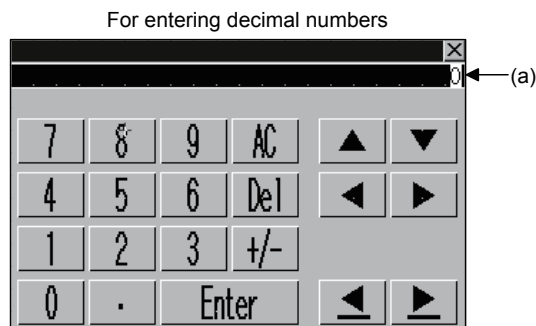 For entering decimal numbers
0 (a)
7 8 9 AC
4 5 6 Del
1 2 3 +/-
0 . Enter